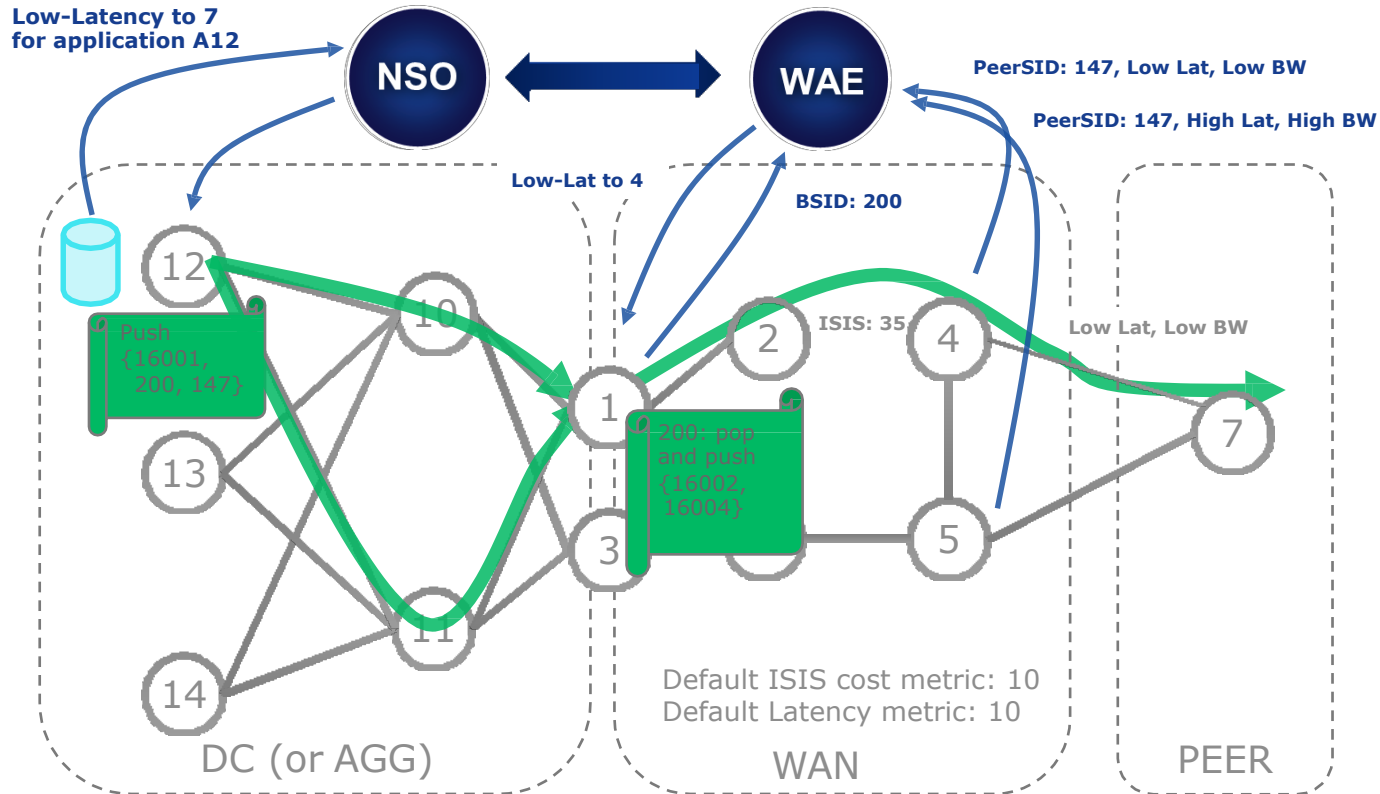 Low-Latency to 7
for application A12
NSO
WAE
PeerSID: 147, Low Lat, Low BW
PeerSID: 147, High Lat, High BW
Low-Lat to 4
BSID: 200
12
10
Push
{16001,
200, 147}
2
ISIS: 35
4
Low Lat, Low BW
1
7
200: pop
and push
{16002,
16004}
13
3
5
11
14
Default ISIS cost metric: 10
Default Latency metric: 10
DC (or AGG)
WAN
PEER